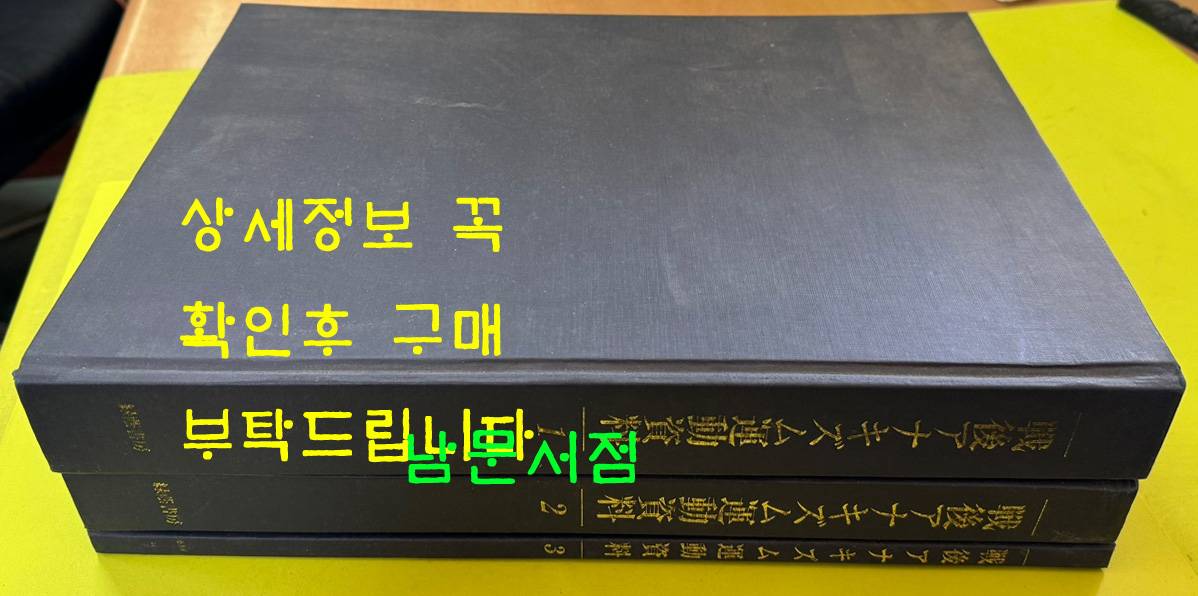 상세정보 꼭
확인후 구매
부탁드립니다
남문서점
戦後アナキズム運動資料 1
戦後アナキズム運動資料 2
戦後アナキズム運動資料 3